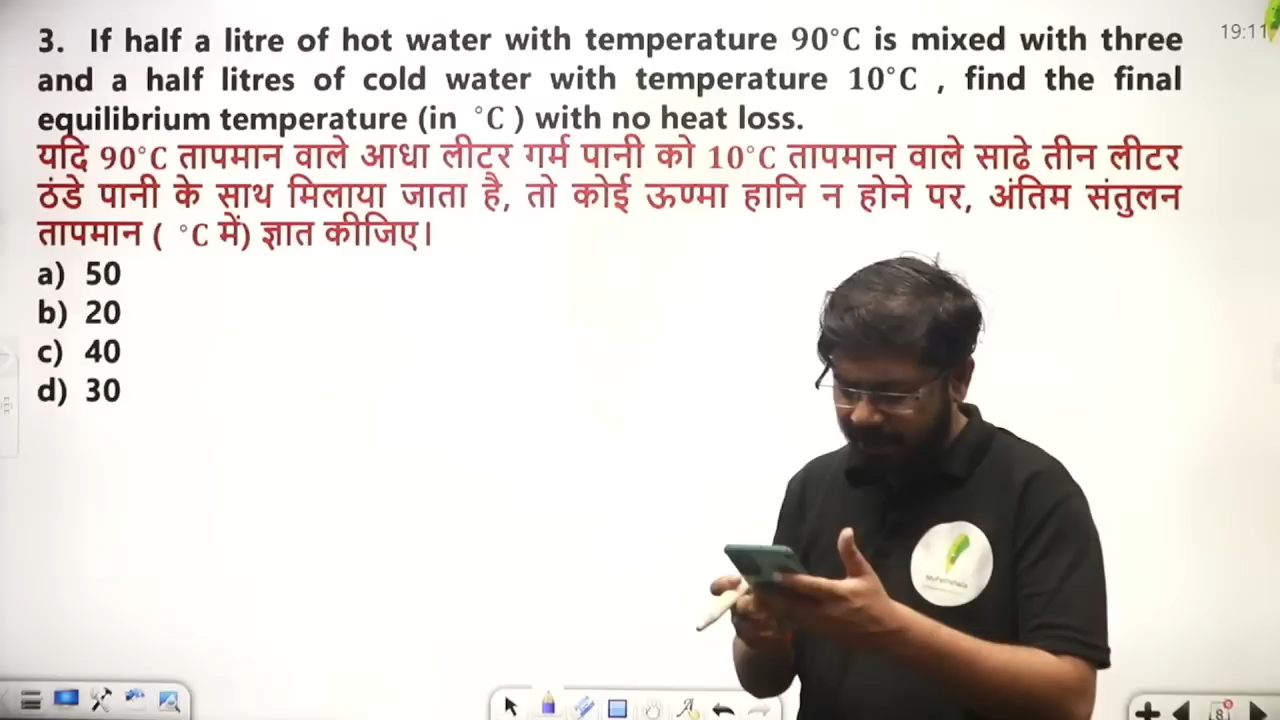 3. If half a litre of hot water with temperature 90°C is mixed with three
and a half litres of cold water with temperature 10°C , find the final
equilibrium temperature (in °C ) with no heat loss.
यदि 90°C तापमान वाले आधा लीटर गर्म पानी को 10°C तापमान वाले साढे तीन लीटर
ठंडे पानी के साथ मिलाया जाता है, तो कोई ऊष्मा हानि न होने पर, अंतिम संतुलन
तापमान ( °C में) ज्ञात कीजिए।
a) 50
b) 20
c) 40
d) 30
19:11
8